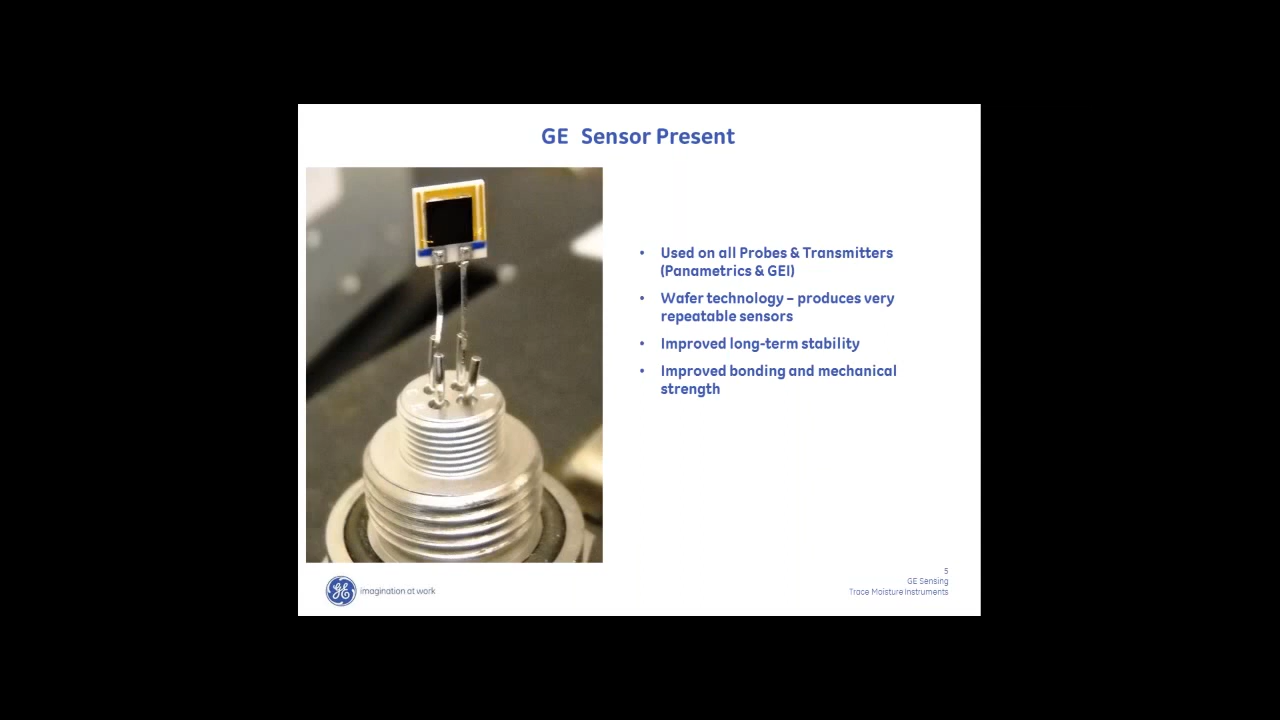 GE Sensor Present
• Used on all Probes & Transmitters
(Panametrics & GEI)
• Wafer technology – produces very
repeatable sensors
• Improved long-term stability
• Improved bonding and mechanical
strength
GE imagination at work
5
GE Sensing
Trace Moisture Instruments